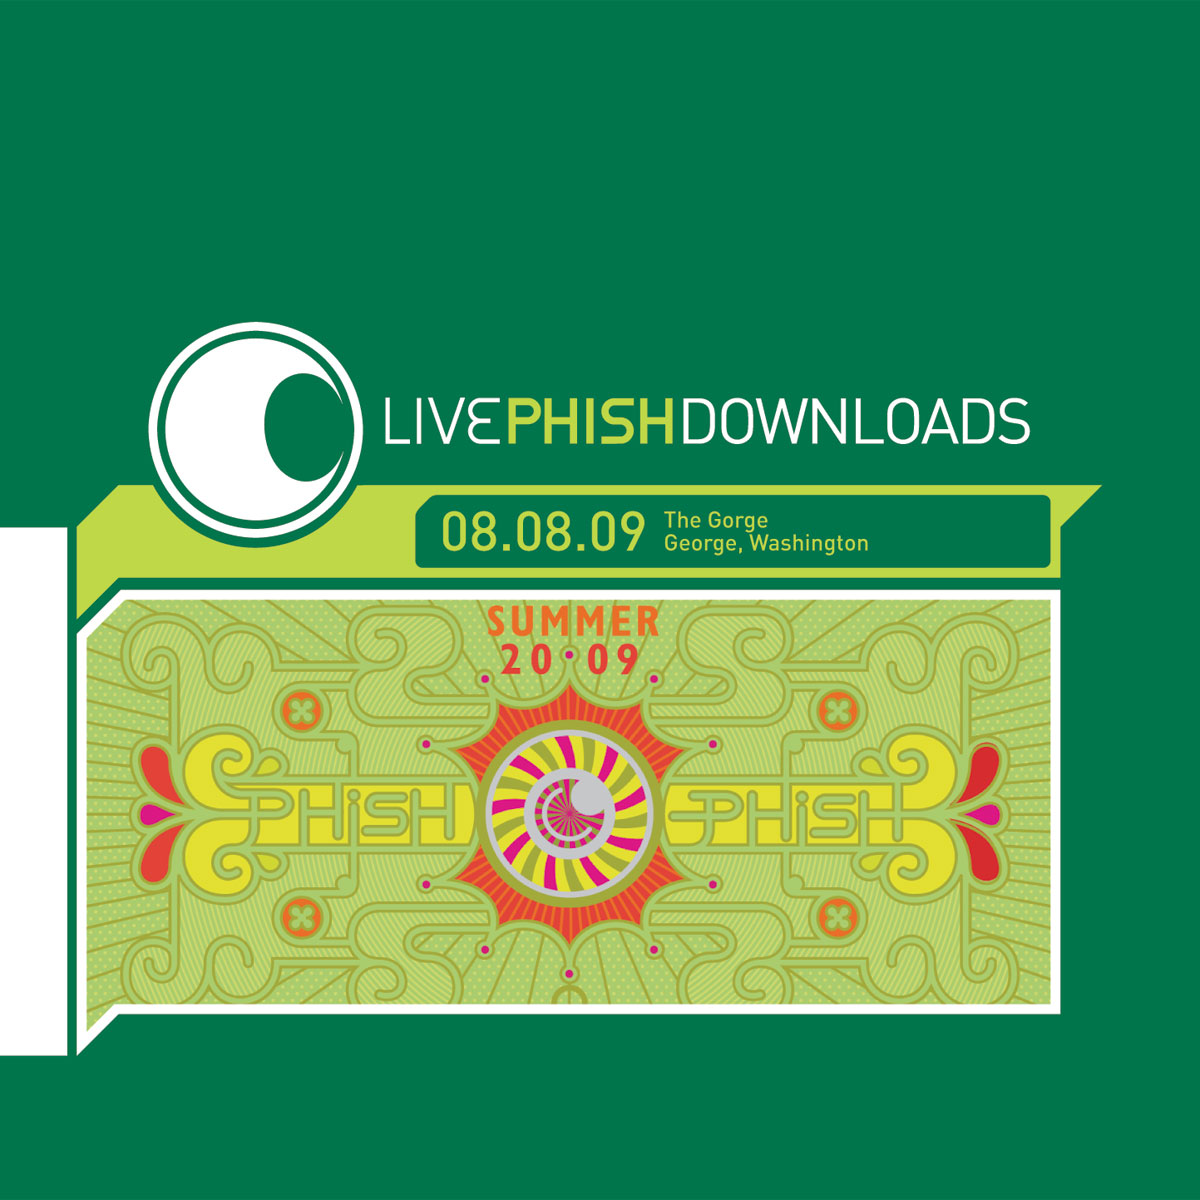 LIVEPHISHDOWNLOADS
08.08.09
The Gorge
George, Washington
SUMMER
20 09
PHiSH PHiSH